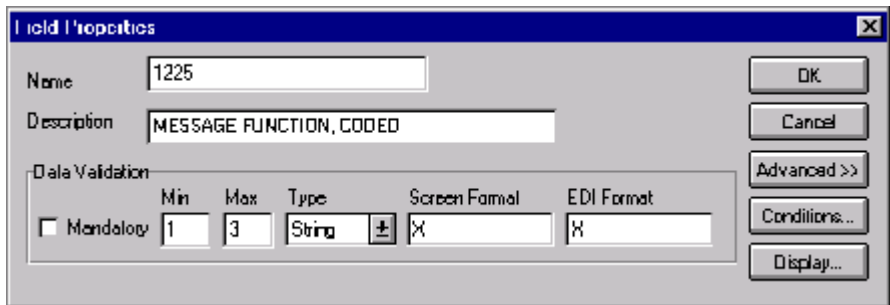 Field Properties
Name 1225 OK
Description MESSAGE FUNCTION, CODED Cancel
Data Validation Advanced >>
Min Max Type Screen Format EDI Format
Mandatory 1 3 String X X Conditions...
Display...